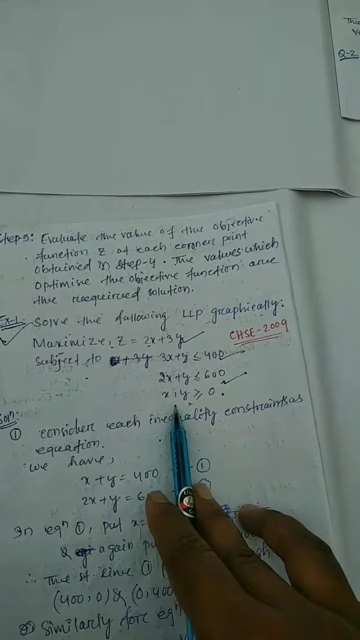 Q-2
Step 5: Evaluate the value of the objective
function Z at each corner point
obtained in Step-4. The values which
Optimise the objective function are
the required solution.
Ex-1 Solve the following LLP graphically:
Maximize, Z = 2x+3y
Subject to 3x+y ≤ 400
CHSE-2009
2x+y ≤ 600
x, y ≥ 0.
Soln:
① consider each inequality constraints as
equation.
we have,
x+y = 400 ①
2x+y = 6
In eqn ①, put x =
& again pu
∴ The st. line ①
(400, 0) & (0, 400
Similarly for eqn